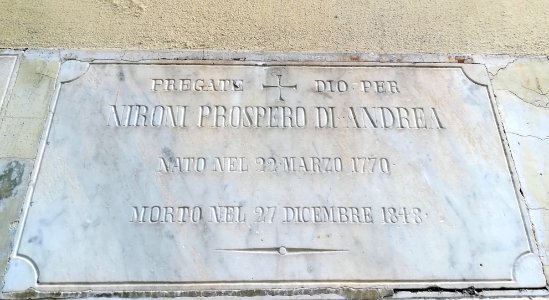 PREGATE ✝ DIO PER
NIRONI PROSPERO DI ANDREA
NATO NEL 22 MARZO 1770
MORTO NEL 27 DICEMBRE 1848